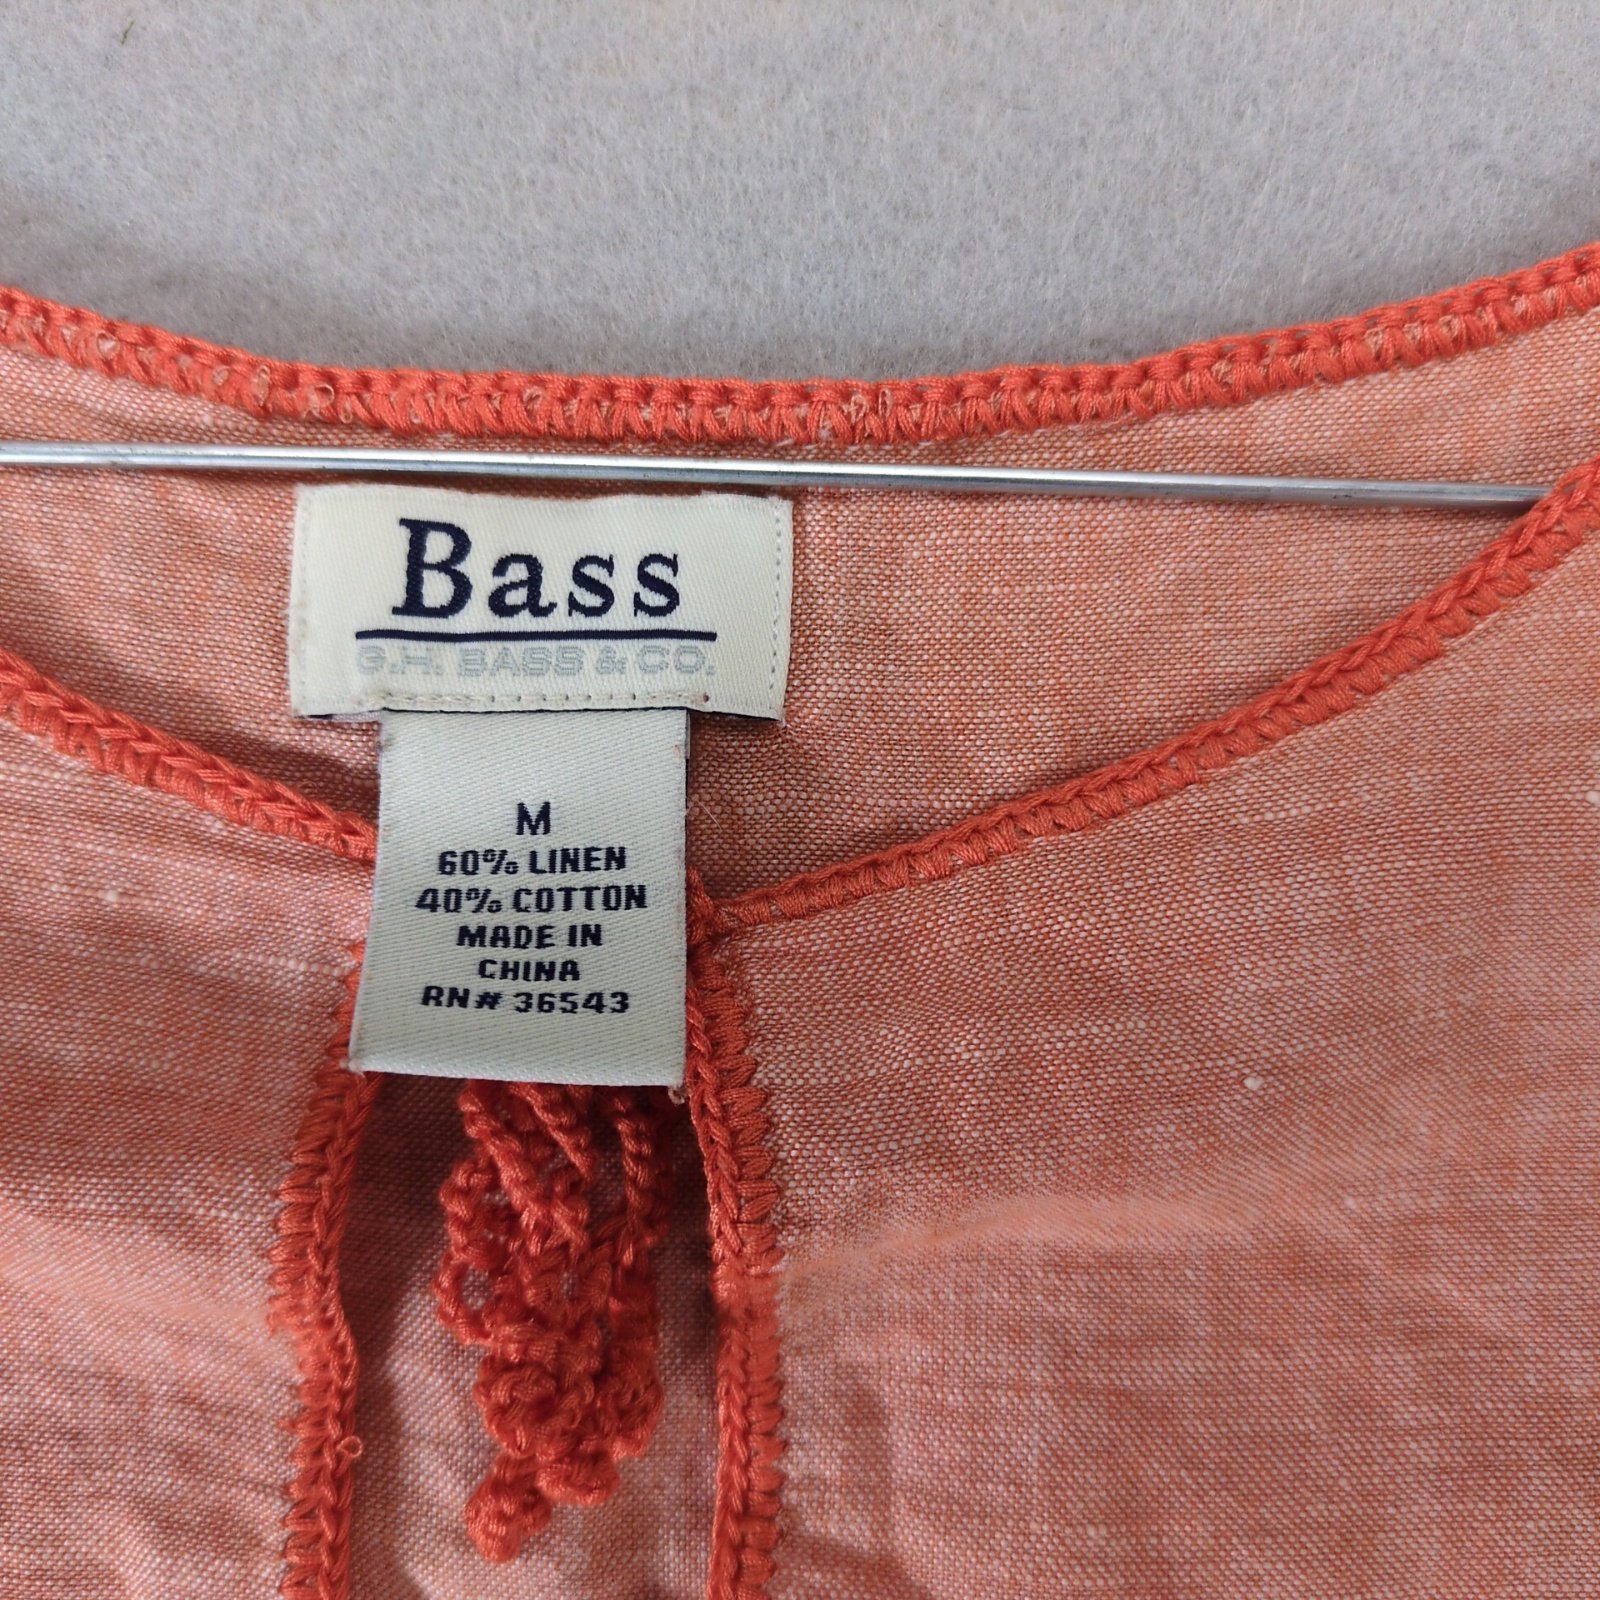 Bass
G.H. BASS & CO.
M
60% LINEN
40% COTTON
MADE IN
CHINA
RN# 36543